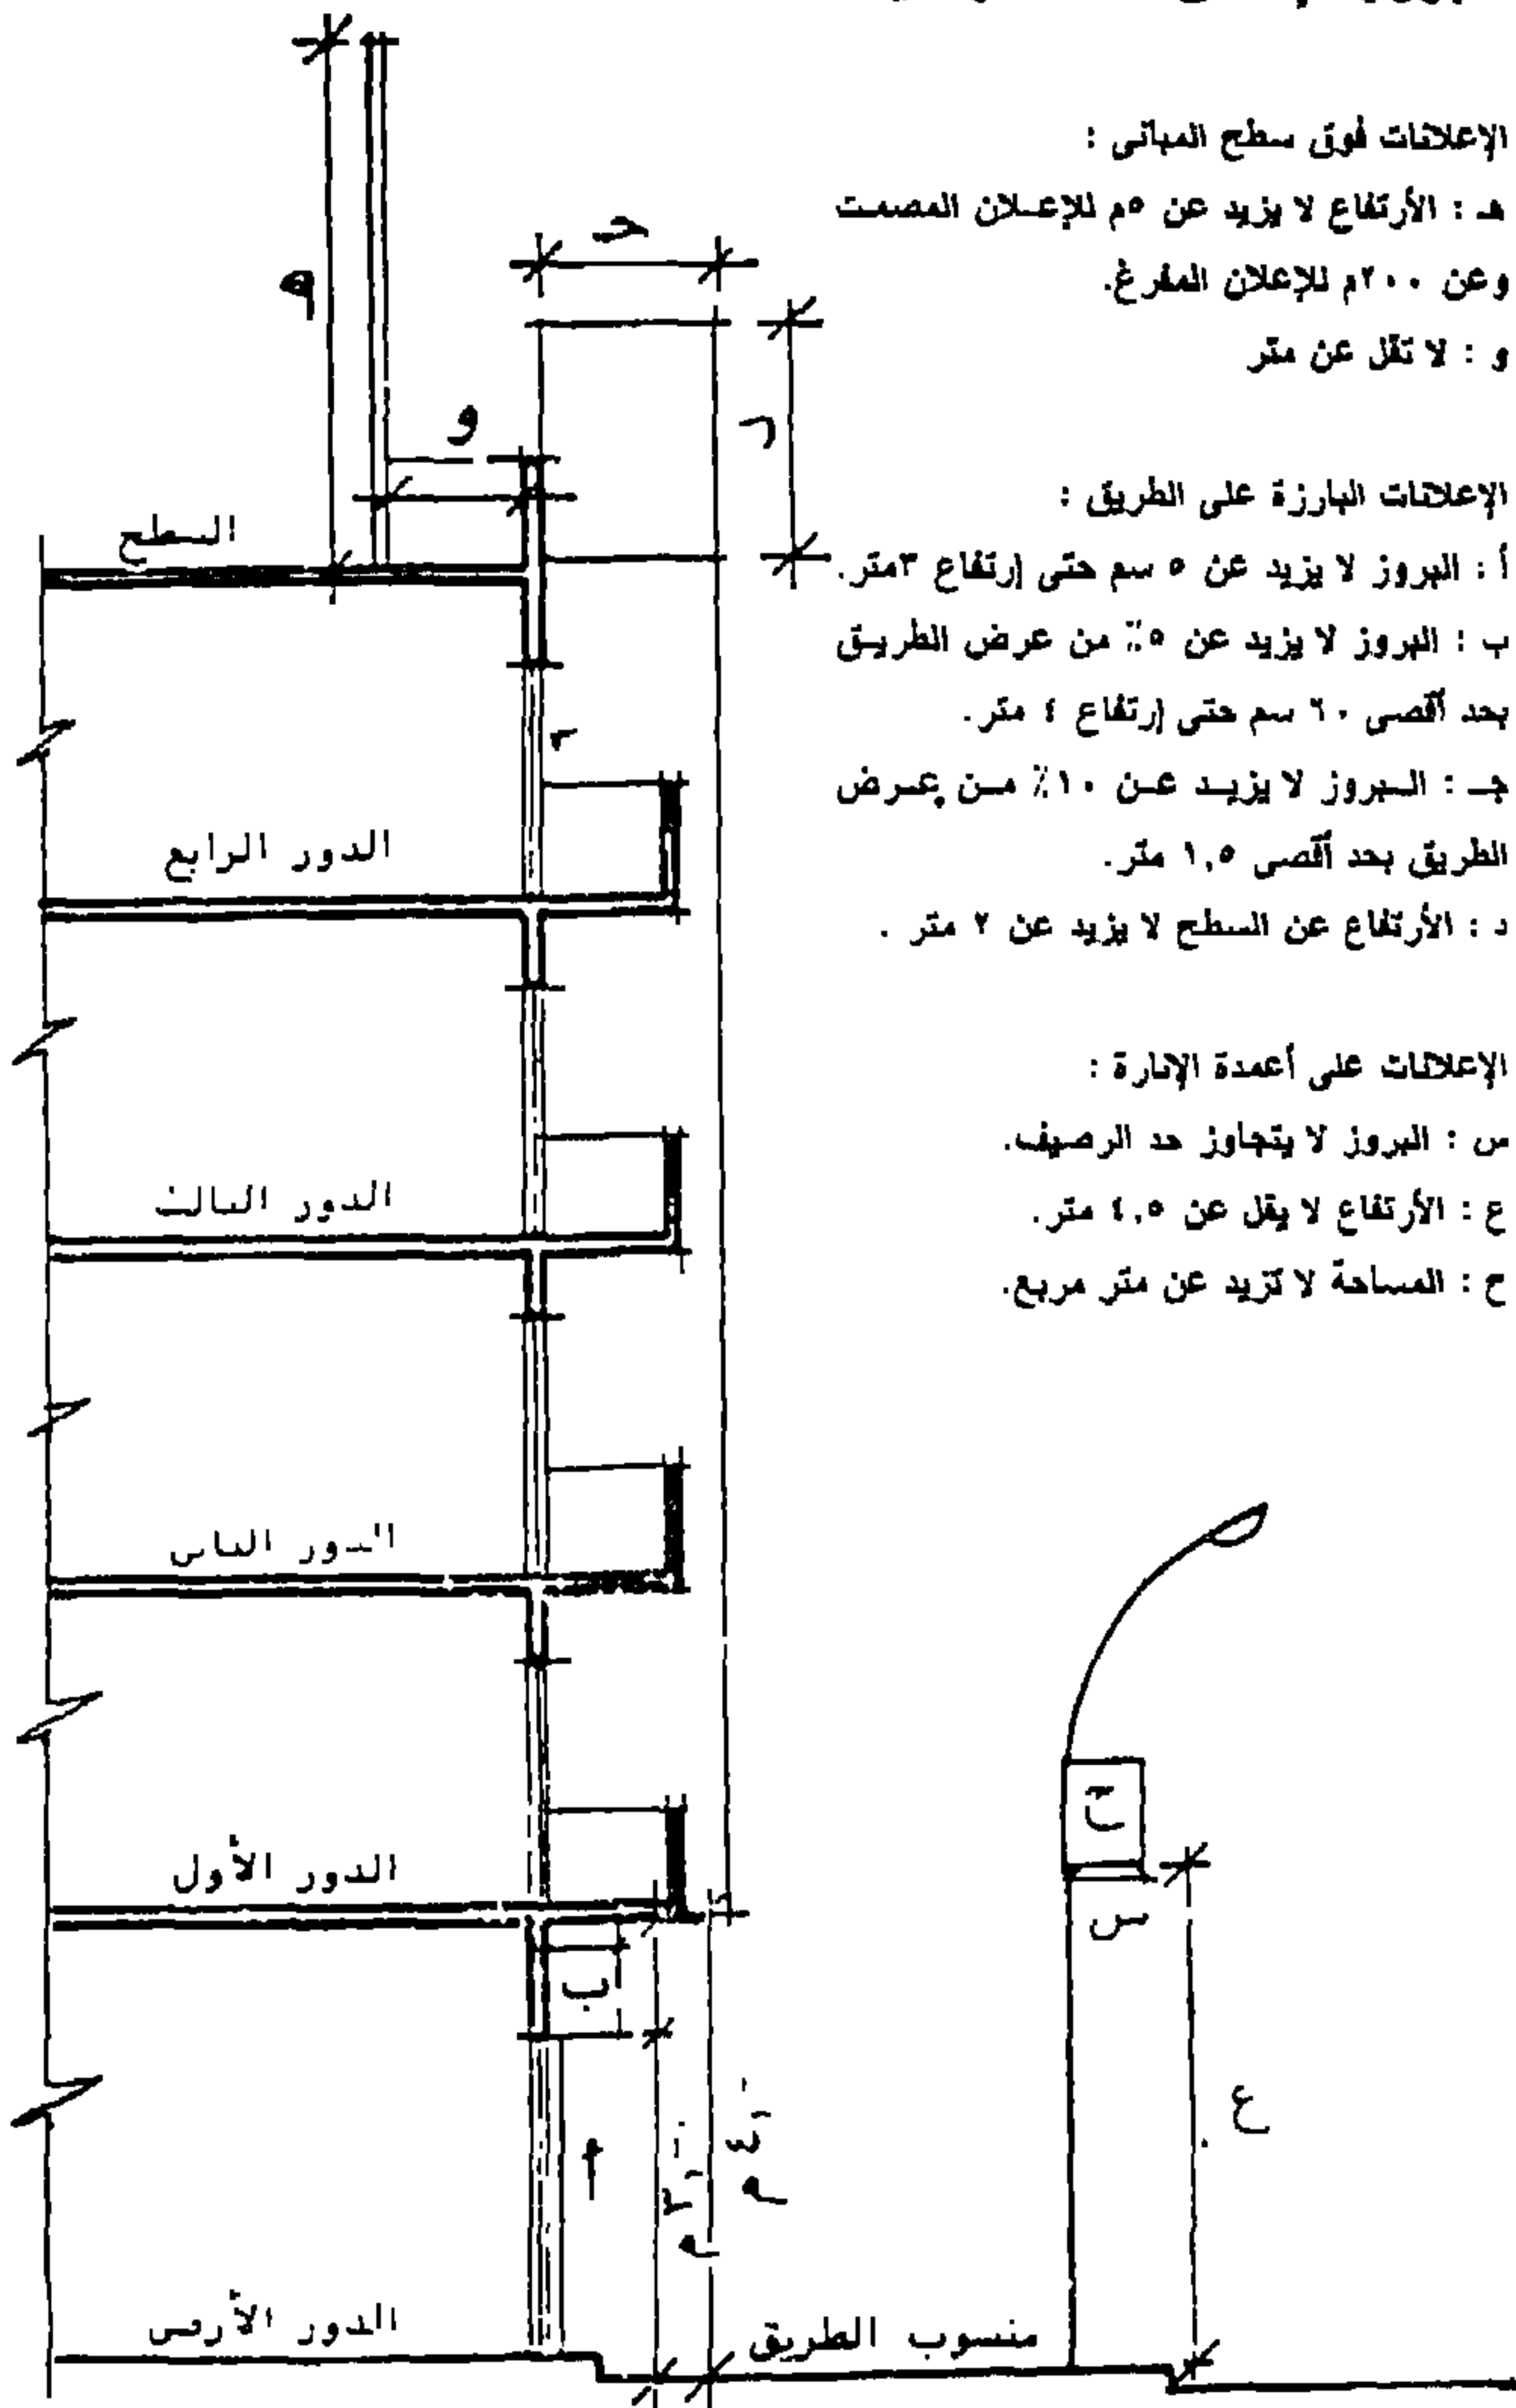 الإعلانات فوق سطح المبانى :
هـ : الأرتفاع لا يزيد عن ٥م للإعلان المصمت
وعن ٢٠٠م للإعلان المفرغ.
و : لا تقل عن متر
الإعلانات البارزة على الطريق :
أ : البروز لا يزيد عن ٥ سم حتى إرتفاع ٣متر.
ب : البروز لا يزيد عن ٥٪ من عرض الطريق
بحد أقصى ٦٠ سم حتى إرتفاع ٤ متر.
جـ : البروز لا يزيد عن ١٠٪ من عرض
الطريق بحد أقصى ١,٥ متر.
د : الأرتفاع عن السطح لا يزيد عن ٢ متر .
الإعلانات على أعمدة الإنارة :
س : البروز لا يتجاوز حد الرصيف.
ع : الأرتفاع لا يقل عن ٤,٥ متر.
ح : المساحة لا تزيد عن متر مربع.
هـ
جـ
د
و
السطح
الدور الرابع
الدور الثالث
الدور الثانى
الدور الأول
ب
أ
ح
س
ع
الدور الأرضى
منسوب الطريق